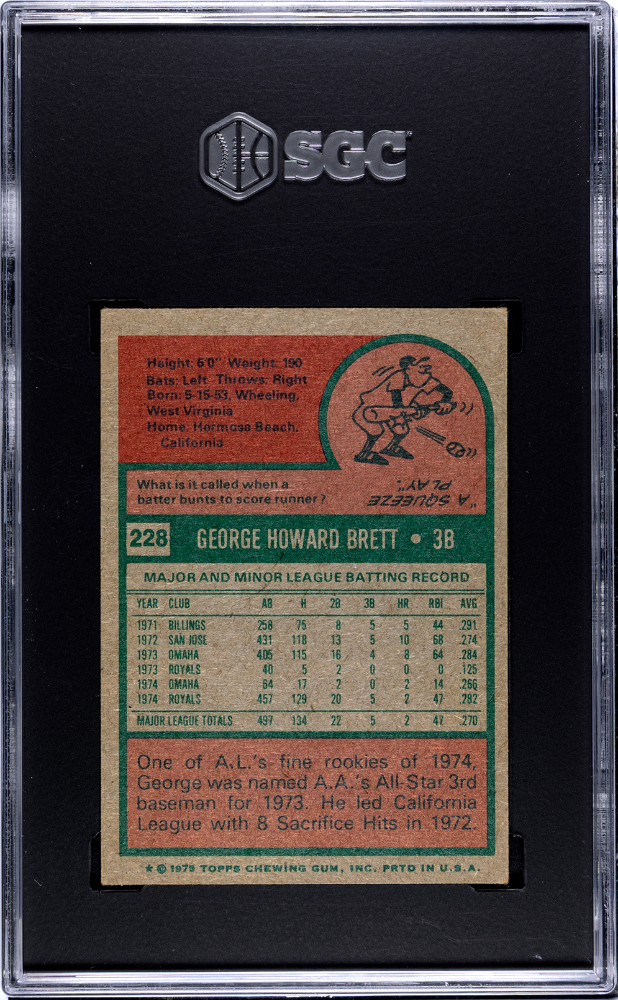 SGC
Height: 6'0" Weight: 190
Bats: Left Throws: Right
Born: 5-15-53, Wheeling,
West Virginia
Home: Hermosa Beach,
California
What is it called when a
batter bunts to score runner?
"A SQUEEZE
PLAY".
228 GEORGE HOWARD BRETT • 3B
MAJOR AND MINOR LEAGUE BATTING RECORD
YEAR CLUB AB H 2B 3B HR RBI AVG
1971 BILLINGS 258 75 8 5 5 44 .291
1972 SAN JOSE 431 118 13 5 10 68 .274
1973 OMAHA 405 115 16 4 8 64 .284
1973 ROYALS 40 5 2 0 0 0 .125
1974 OMAHA 64 17 2 0 2 14 .266
1974 ROYALS 457 129 20 5 2 47 .282
MAJOR LEAGUE TOTALS 497 134 22 5 2 47 .270
One of A.L.'s fine rookies of 1974,
George was named A.A.'s All-Star 3rd
baseman for 1973. He led California
League with 8 Sacrifice Hits in 1972.
* © 1975 TOPPS CHEWING GUM, INC. PRTD IN U.S.A.